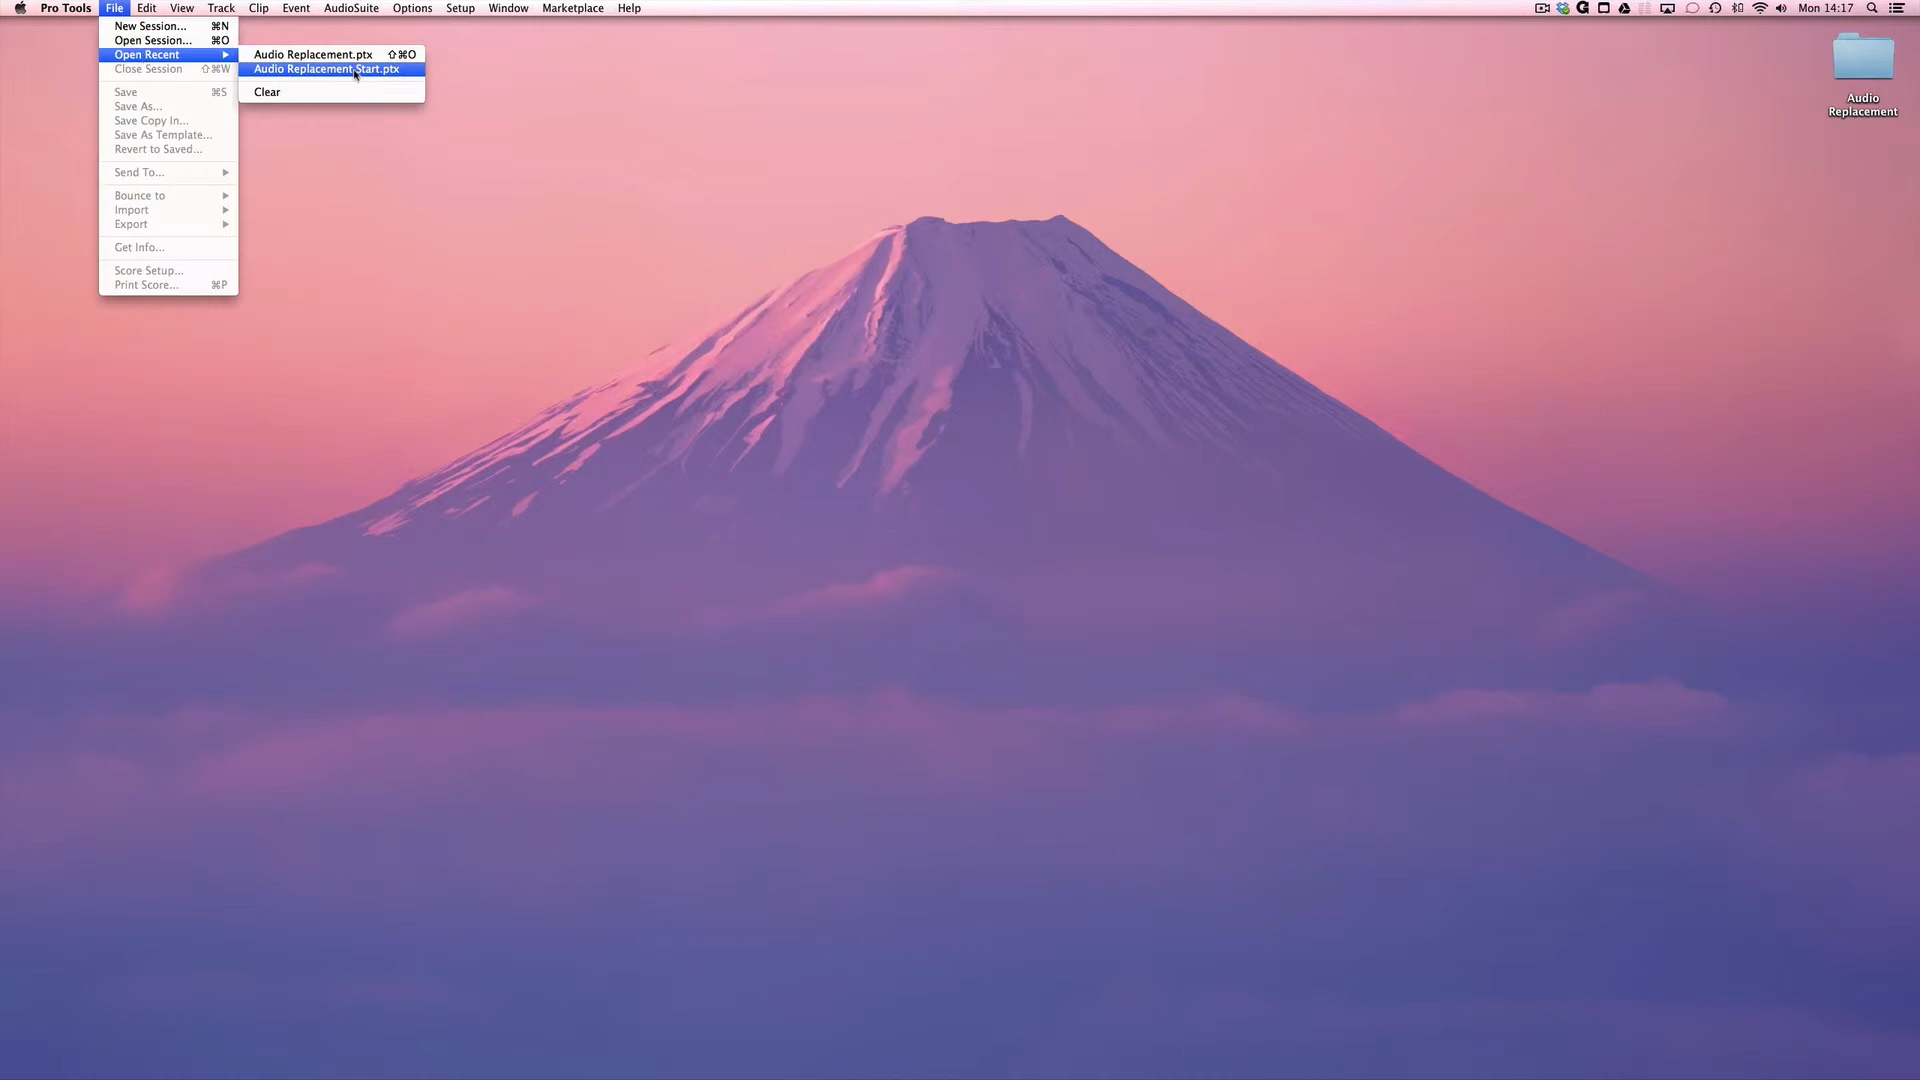 Pro Tools File Edit View Track Clip Event AudioSuite Options Setup Window Marketplace Help Mon 14:17
New Session... ⌘N
Open Session... ⌘O
Open Recent ▶
Close Session ⇧⌘W
Save ⌘S
Save As...
Save Copy In...
Save As Template...
Revert to Saved...
Send To... ▶
Bounce to ▶
Import ▶
Export ▶
Get Info...
Score Setup...
Print Score... ⌘P
Audio Replacement.ptx ⇧⌘O
Audio Replacement Start.ptx
Clear
Audio
Replacement